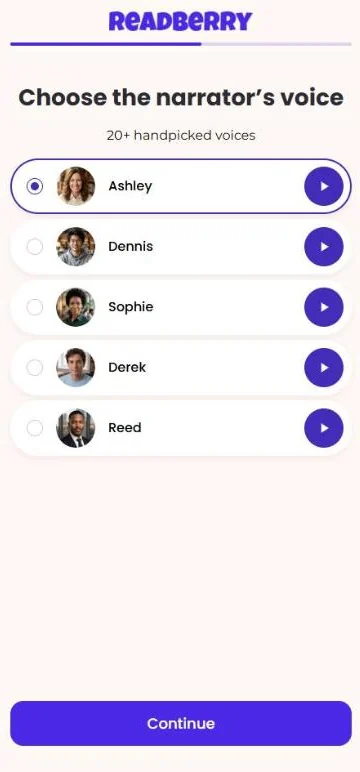 ReADBeRRY
Choose the narrator's voice
20+ handpicked voices
Ashley
Dennis
Sophie
Derek
Reed
Continue